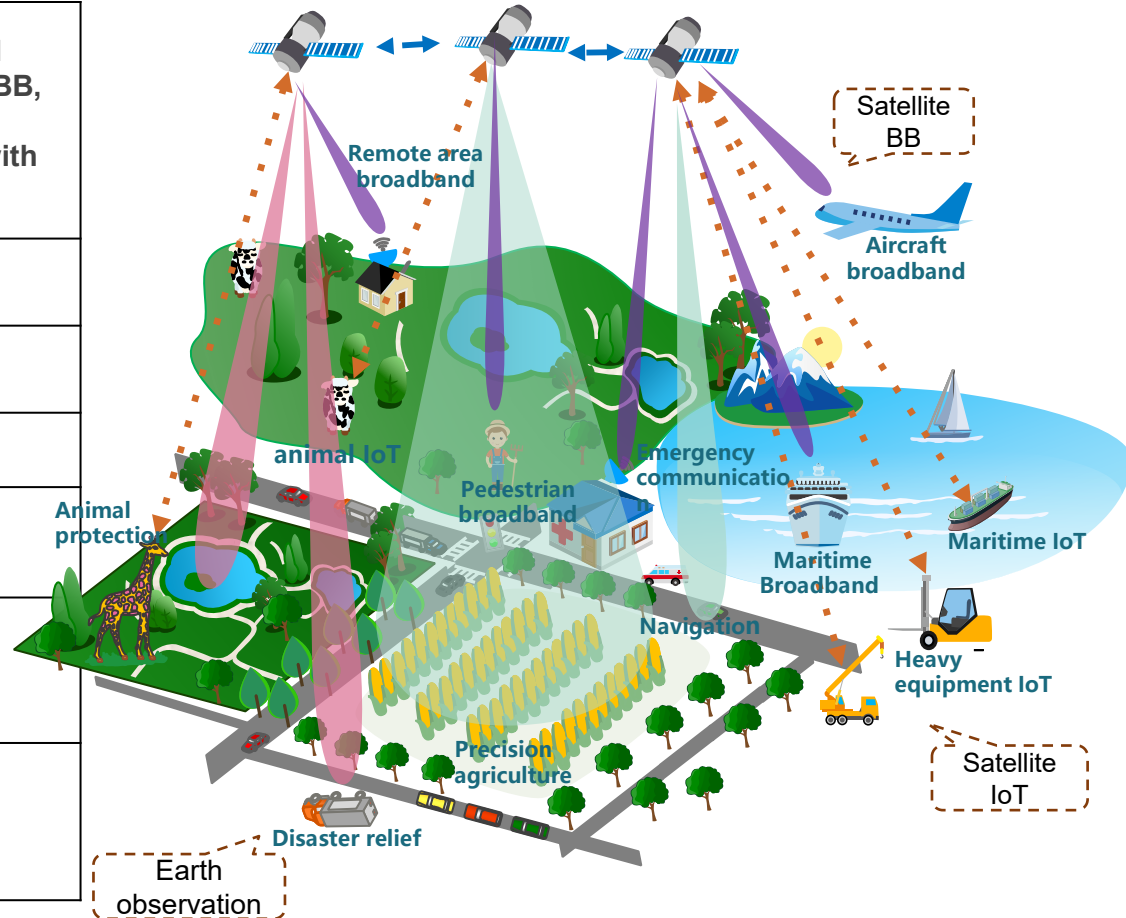 BB,
with
Satellite
BB
Remote area
broadband
Aircraft
broadband
animal IoT
Emergency
communicatio
n
Pedestrian
broadband
Animal
protection
Maritime IoT
Maritime
Broadband
Navigation
Heavy
equipment IoT
Precision
agriculture
Satellite
IoT
Disaster relief
Earth
observation